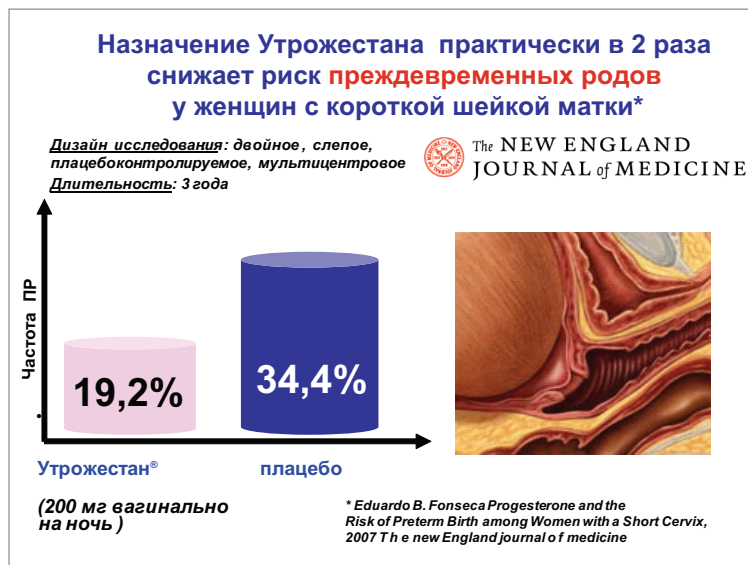 Назначение Утрожестана практически в 2 раза
снижает риск преждевременных родов
у женщин с короткой шейкой матки*
Дизайн исследования: двойное, слепое,
плацебоконтролируемое, мультицентровое
Длительность: 3 года
The NEW ENGLAND
JOURNAL of MEDICINE
Частота ПР
19,2%
34,4%
Утрожестан®
плацебо
(200 мг вагинально
на ночь)
* Eduardo B. Fonseca Progesterone and the
Risk of Preterm Birth among Women with a Short Cervix,
2007 The new England journal of medicine